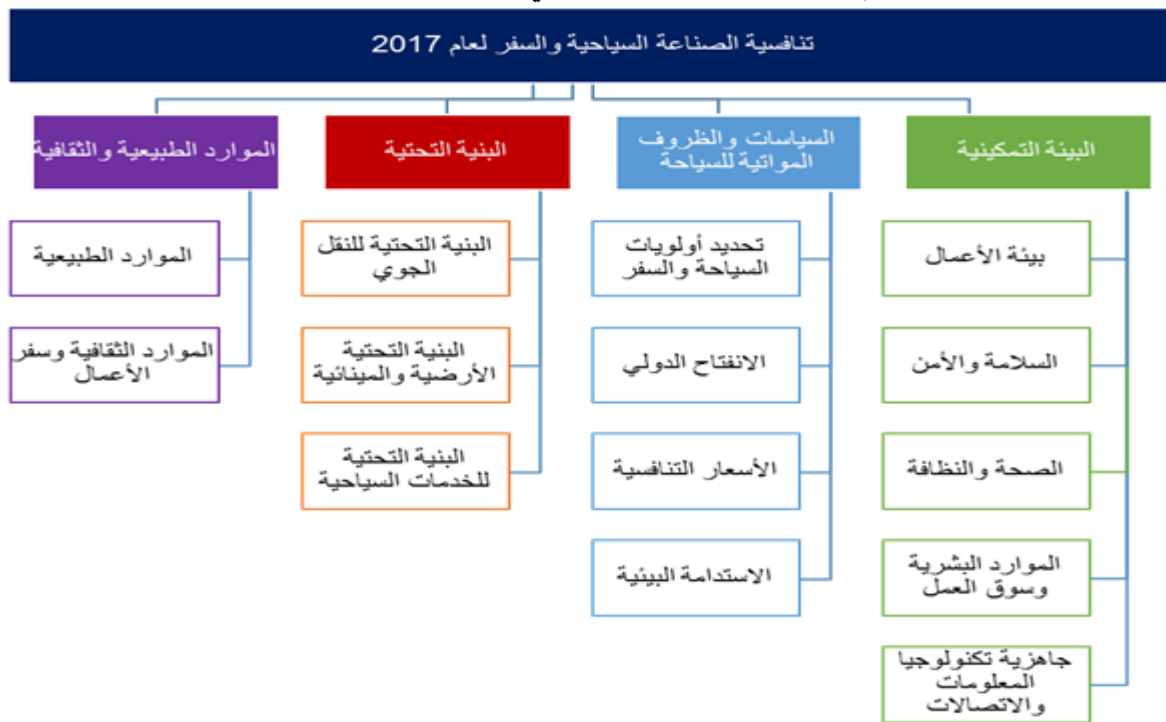 تنافسية الصناعة السياحية والسفر لعام 2017
البيئة التمكينية
السياسات والظروف
المواتية للسياحة
البنية التحتية
الموارد الطبيعية والثقافية
بيئة الأعمال
السلامة والأمن
الصحة والنظافة
الموارد البشرية
وسوق العمل
جاهزية تكنولوجيا
المعلومات
والاتصالات
تحديد أولويات
السياحة والسفر
الانفتاح الدولي
الأسعار التنافسية
الاستدامة البيئية
البنية التحتية للنقل
الجوي
البنية التحتية
الأرضية والمينائية
البنية التحتية
للخدمات السياحية
الموارد الطبيعية
الموارد الثقافية وسفر
الأعمال